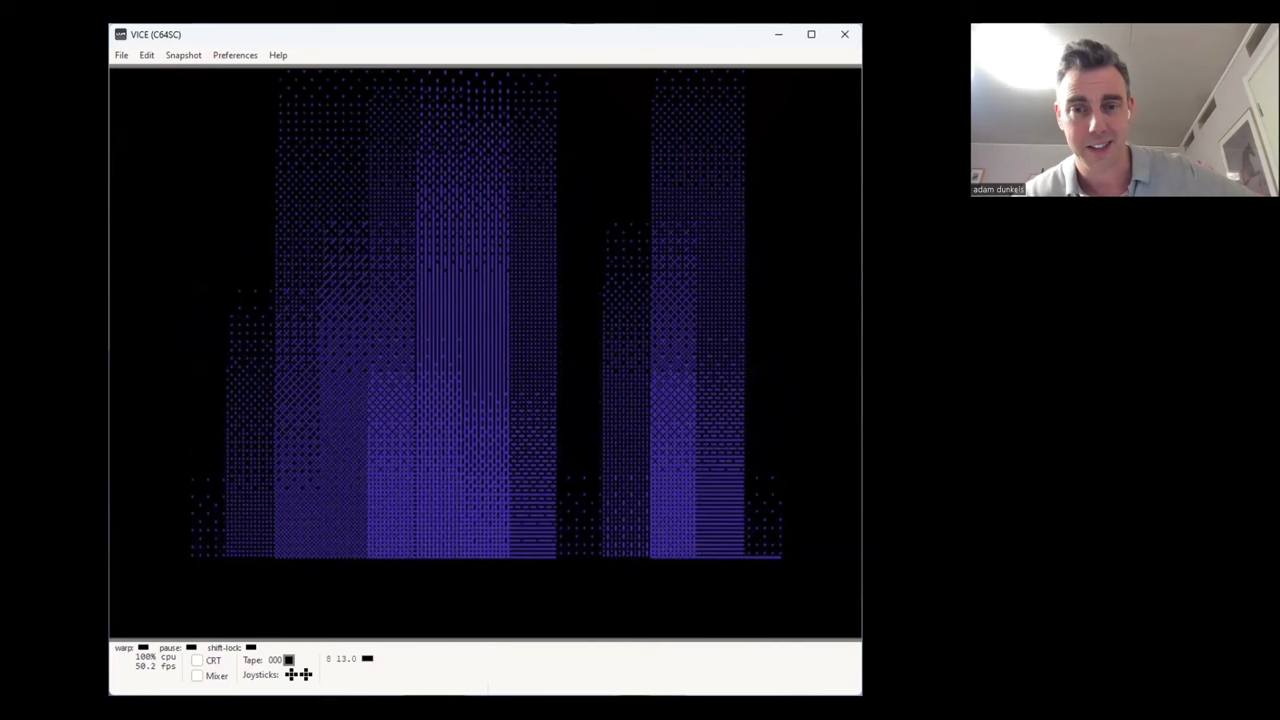 VICE (C64SC)
File Edit Snapshot Preferences Help
adam dunkels
warp: pause: shift-lock:
100% cpu
50.2 fps
CRT
Mixer
Tape: 000
Joysticks:
8 13.0